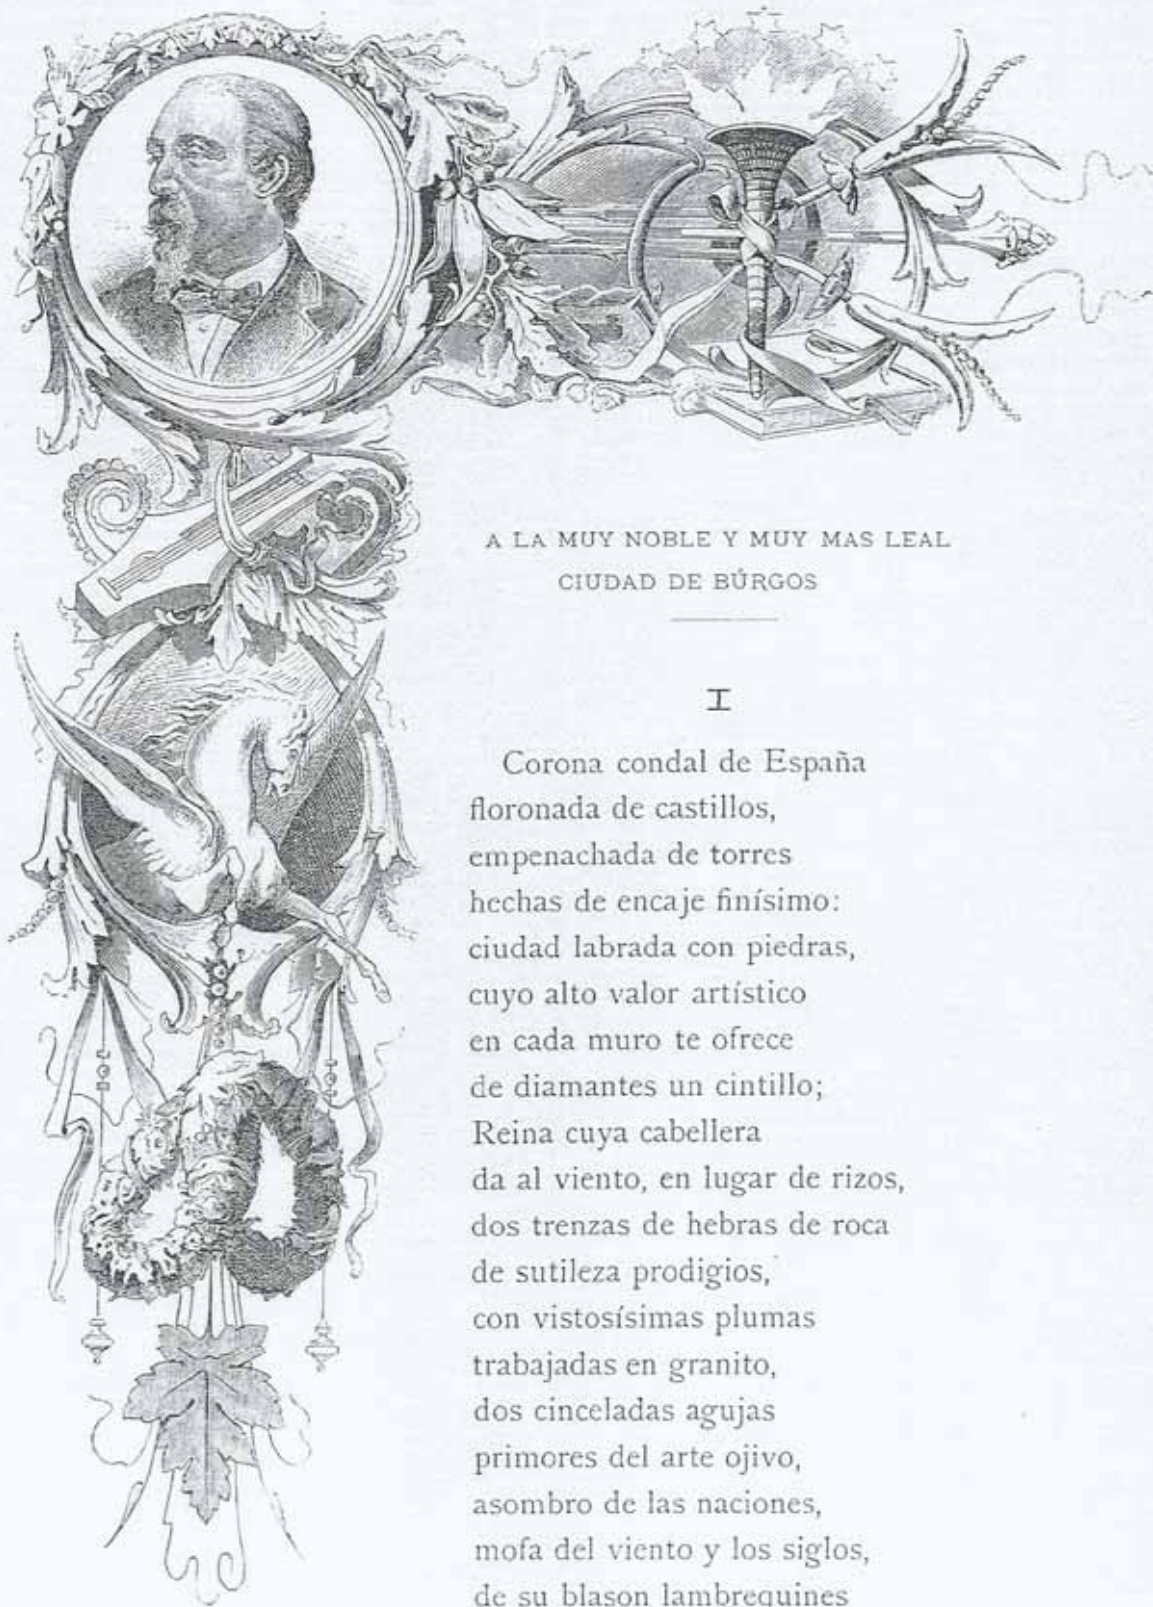 A LA MUY NOBLE Y MUY MAS LEAL
CIUDAD DE BÚRGOS
I
Corona condal de España
floronada de castillos,
empenachada de torres
hechas de encaje finísimo:
ciudad labrada con piedras,
cuyo alto valor artístico
en cada muro te ofrece
de diamantes un cintillo;
Reina cuya cabellera
da al viento, en lugar de rizos,
dos trenzas de hebras de roca
de sutileza prodigios,
con vistosísimas plumas
trabajadas en granito,
dos cinceladas agujas
primores del arte ojivo,
asombro de las naciones,
mofa del viento y los siglos,
de su blason lambrequines